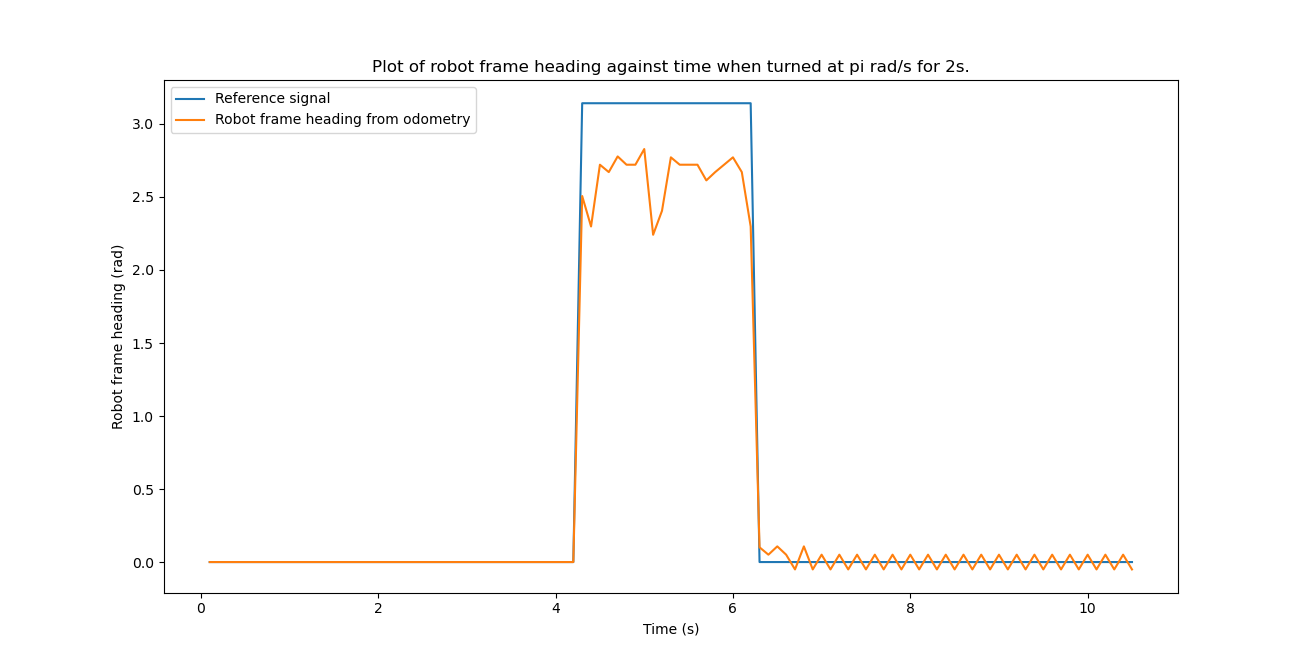 Plot of robot frame heading against time when turned at pi rad/s for 2s.
Reference signal
Robot frame heading from odometry
Robot frame heading (rad)
3.0
2.5
2.0
1.5
1.0
0.5
0.0
0 2 4 6 8 10
Time (s)